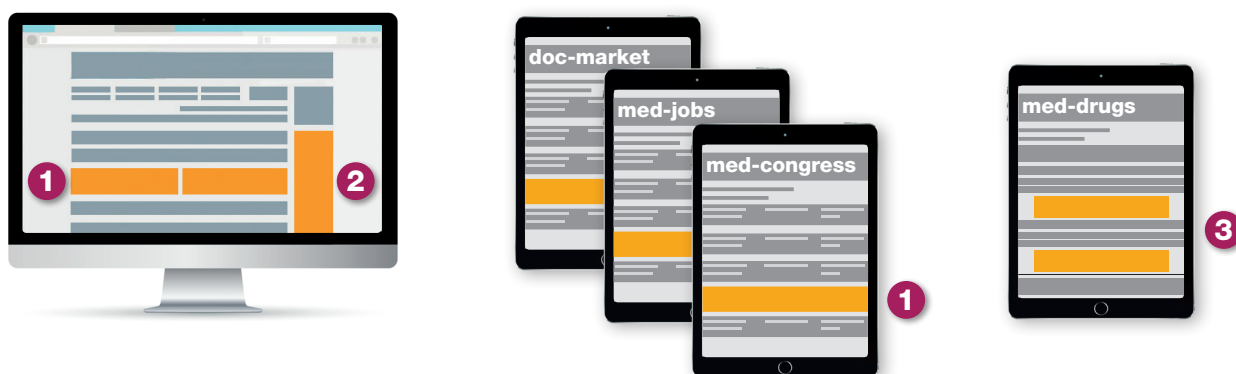 1
2
doc-market
med-jobs
med-congress
1
med-drugs
3